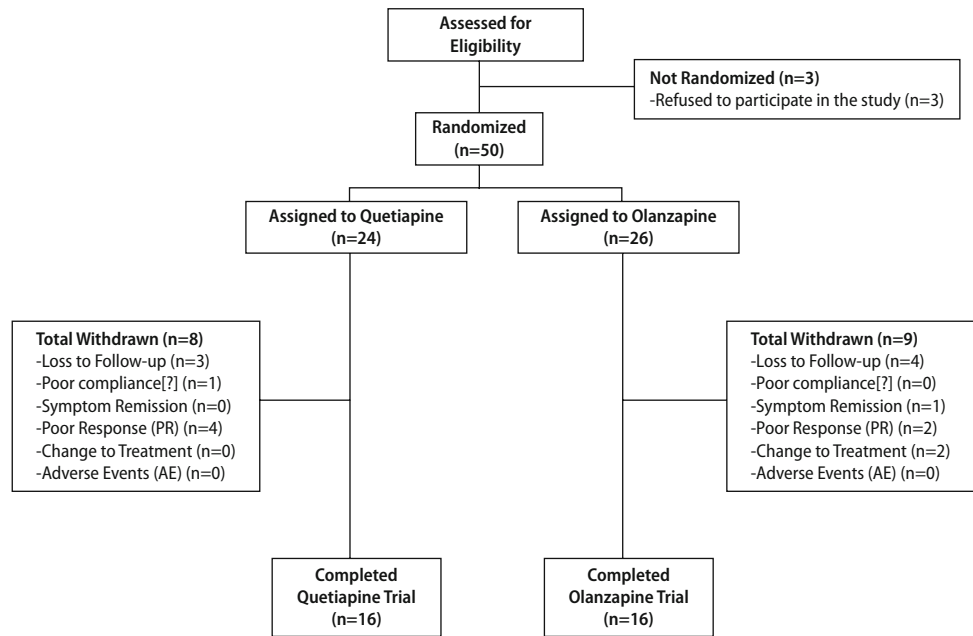 Assessed for
Eligibility
Not Randomized (n=3)
-Refused to participate in the study (n=3)
Randomized
(n=50)
Assigned to Quetiapine
(n=24)
Assigned to Olanzapine
(n=26)
Total Withdrawn (n=8)
-Loss to Follow-up (n=3)
-Poor compliance[?] (n=1)
-Symptom Remission (n=0)
-Poor Response (PR) (n=4)
-Change to Treatment (n=0)
-Adverse Events (AE) (n=0)
Total Withdrawn (n=9)
-Loss to Follow-up (n=4)
-Poor compliance[?] (n=0)
-Symptom Remission (n=1)
-Poor Response (PR) (n=2)
-Change to Treatment (n=2)
-Adverse Events (AE) (n=0)
Completed
Quetiapine Trial
(n=16)
Completed
Olanzapine Trial
(n=16)